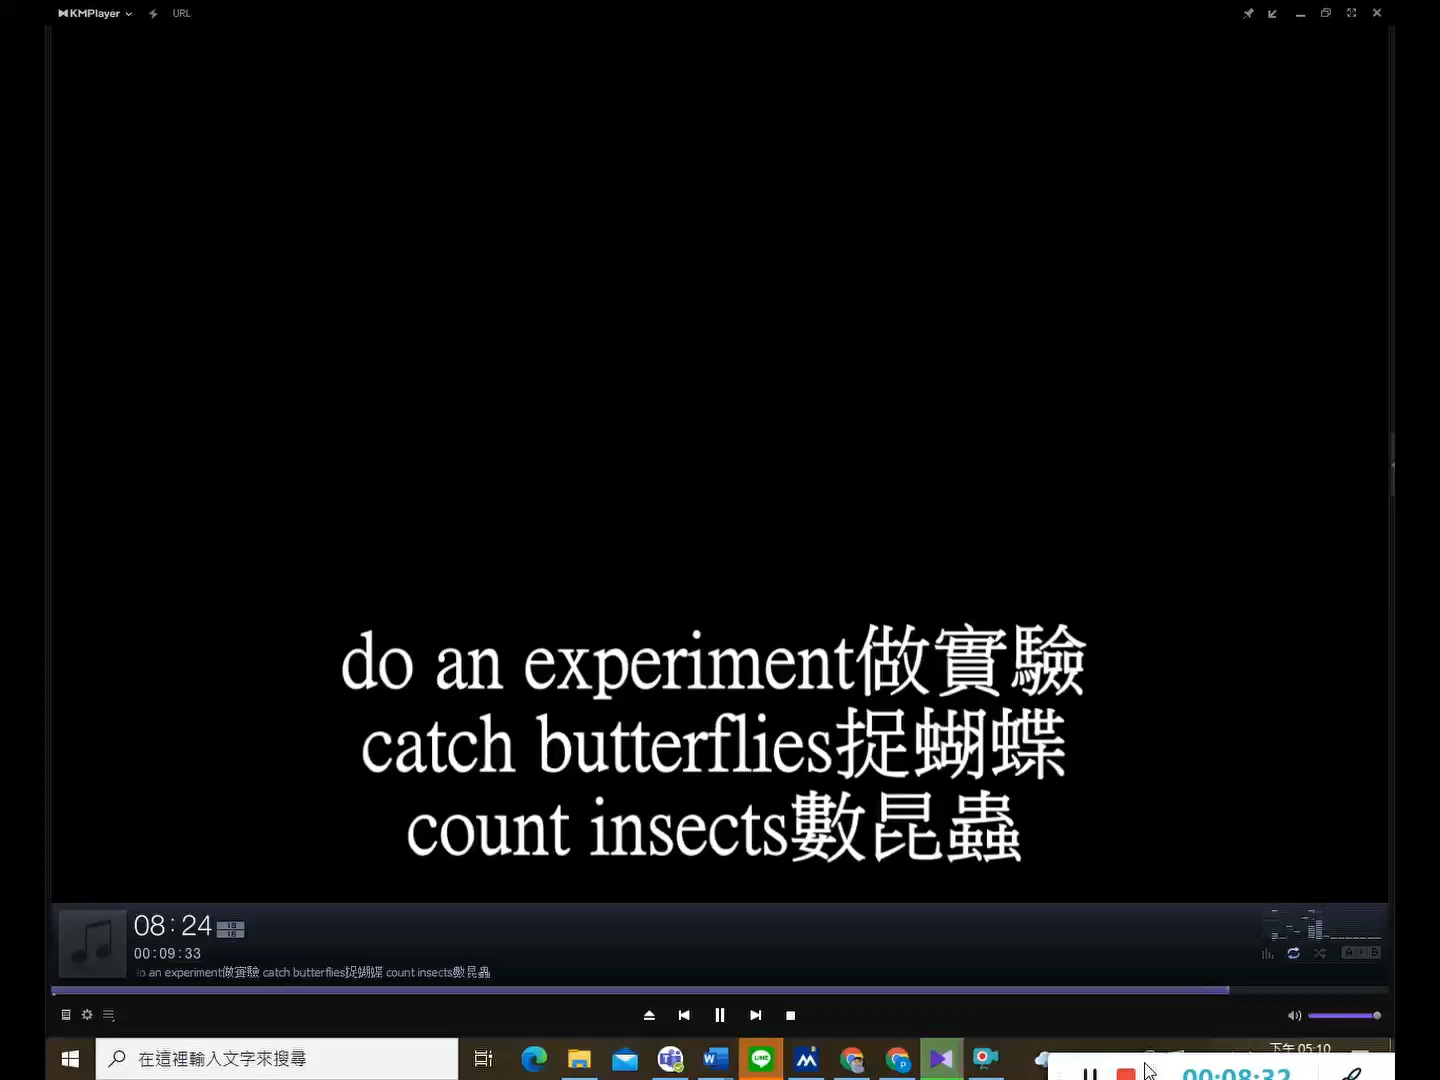 KMPlayer
URL
do an experiment做實驗
catch butterflies捉蝴蝶
count insects數昆蟲
08:24
00:09:33
o an experiment做實驗 catch butterflies捉蝴蝶 count insects數昆蟲
A B
在這裡輸入文字來搜尋
LINE
下午 05:10
00:08:32